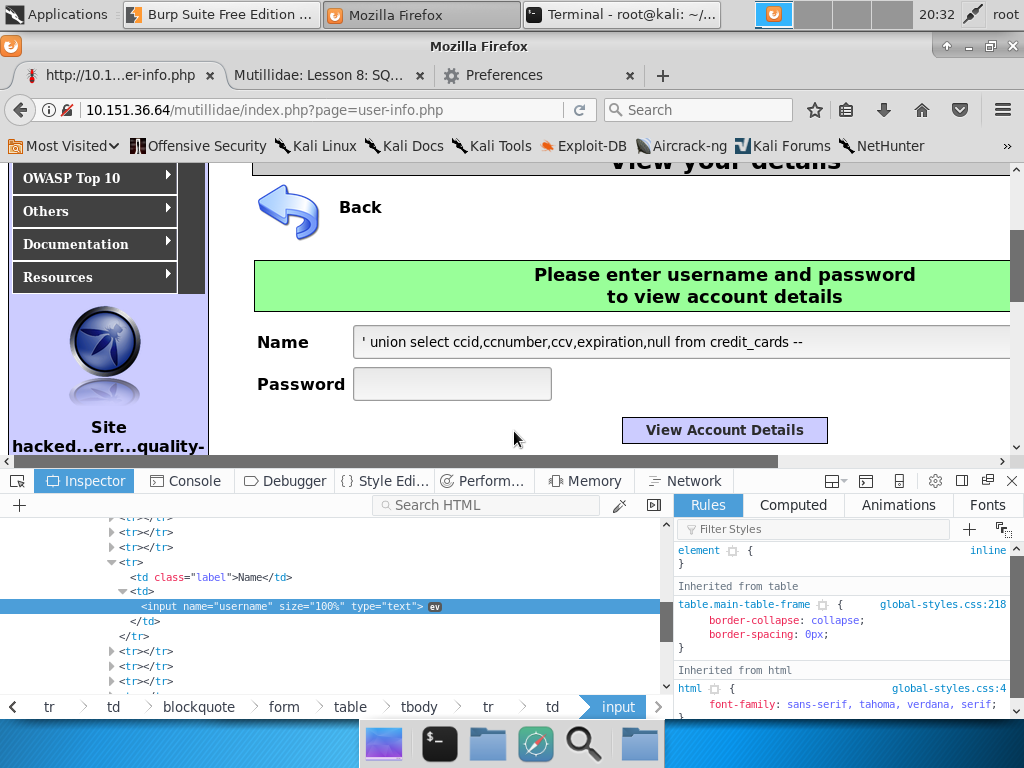 Applications
Burp Suite Free Edition ...
Mozilla Firefox
Terminal - root@kali: ~/...
20:32
root
Mozilla Firefox
http://10.1...er-info.php
Mutillidae: Lesson 8: SQ...
Preferences
10.151.36.64/mutillidae/index.php?page=user-info.php
Search
Most Visited
Offensive Security
Kali Linux
Kali Docs
Kali Tools
Exploit-DB
Aircrack-ng
Kali Forums
NetHunter
»
View your details
OWASP Top 10
Others
Documentation
Resources
Site
hacked...err...quality-
Back
Please enter username and password
to view account details
Name
' union select ccid,ccnumber,ccv,expiration,null from credit_cards --
Password
View Account Details
Inspector
Console
Debugger
Style Edi...
Perform...
Memory
Network
Search HTML
<tr></tr>
<tr></tr>
<tr></tr>
<tr>
<td class="label">Name</td>
<td>
<input name="username" size="100%" type="text"> ev
</td>
</tr>
<tr></tr>
<tr></tr>
<tr></tr>
tr
td
blockquote
form
table
tbody
tr
td
input
Rules
Computed
Animations
Fonts
Filter Styles
element { inline
}
Inherited from table
table.main-table-frame { global-styles.css:218
border-collapse: collapse;
border-spacing: 0px;
}
Inherited from html
html { global-styles.css:4
font-family: sans-serif, tahoma, verdana, serif;
}